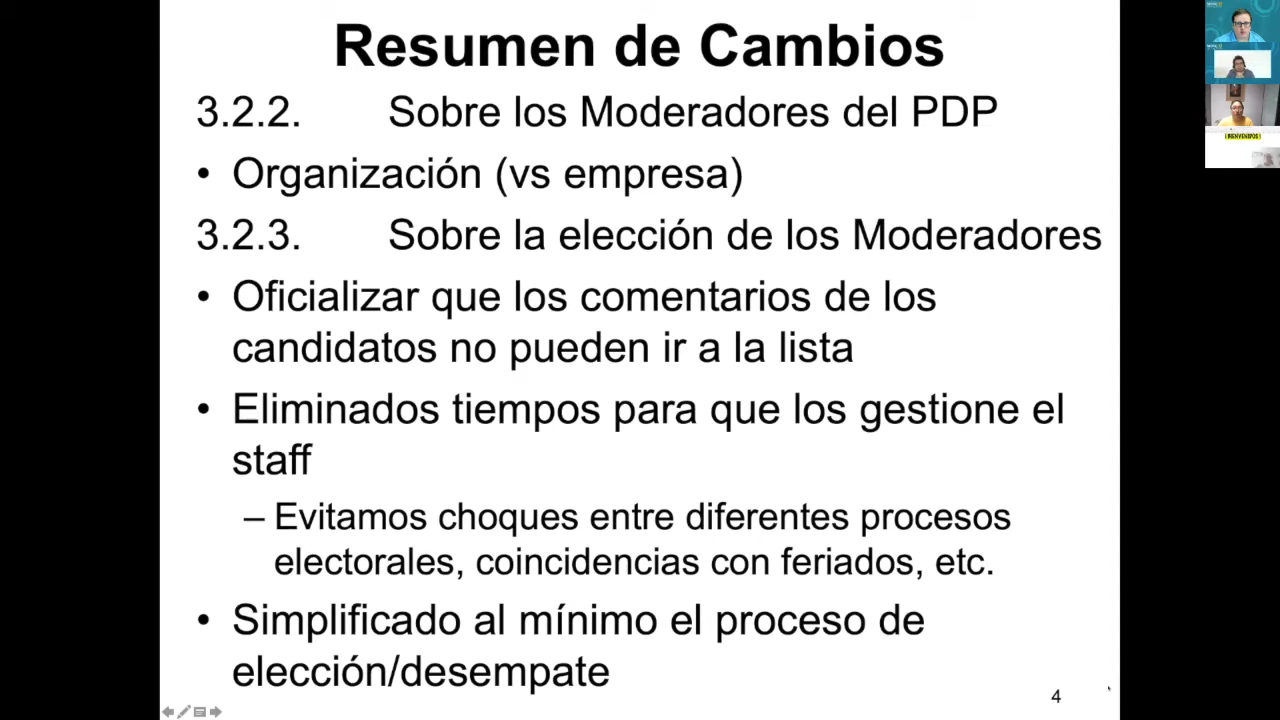 Resumen de Cambios
3.2.2. Sobre los Moderadores del PDP
• Organización (vs empresa)
3.2.3. Sobre la elección de los Moderadores
• Oficializar que los comentarios de los
candidatos no pueden ir a la lista
• Eliminados tiempos para que los gestione el
staff
– Evitamos choques entre diferentes procesos
electorales, coincidencias con feriados, etc.
• Simplificado al mínimo el proceso de
elección/desempate
4
¡BIENVENIDOS!